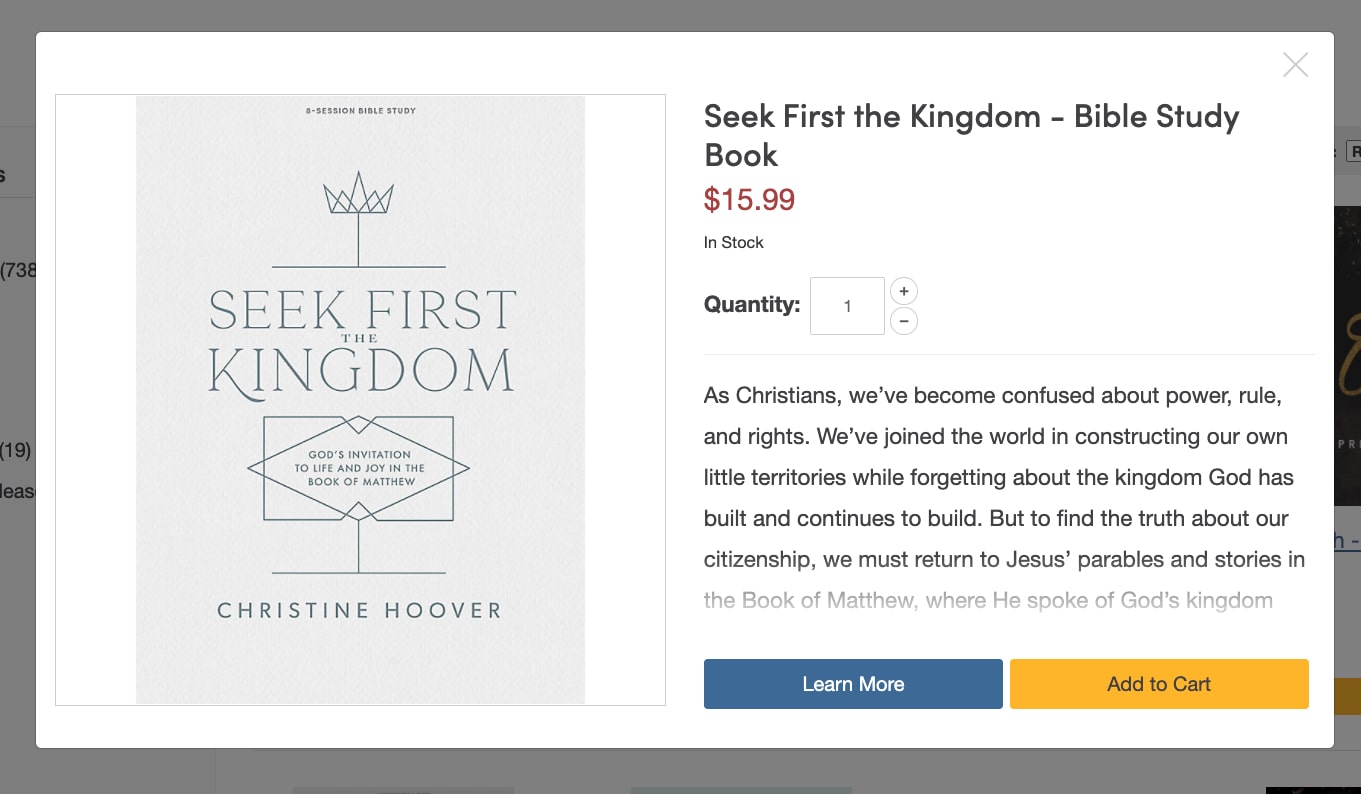 8-SESSION BIBLE STUDY
SEEK FIRST
THE
KINGDOM
GOD'S INVITATION
TO LIFE AND JOY IN THE
BOOK OF MATTHEW
CHRISTINE HOOVER
Seek First the Kingdom - Bible Study
Book
$15.99
In Stock
Quantity: 1 +
−
As Christians, we’ve become confused about power, rule,
and rights. We’ve joined the world in constructing our own
little territories while forgetting about the kingdom God has
built and continues to build. But to find the truth about our
citizenship, we must return to Jesus’ parables and stories in
the Book of Matthew, where He spoke of God’s kingdom
Learn More
Add to Cart
(738
(19)